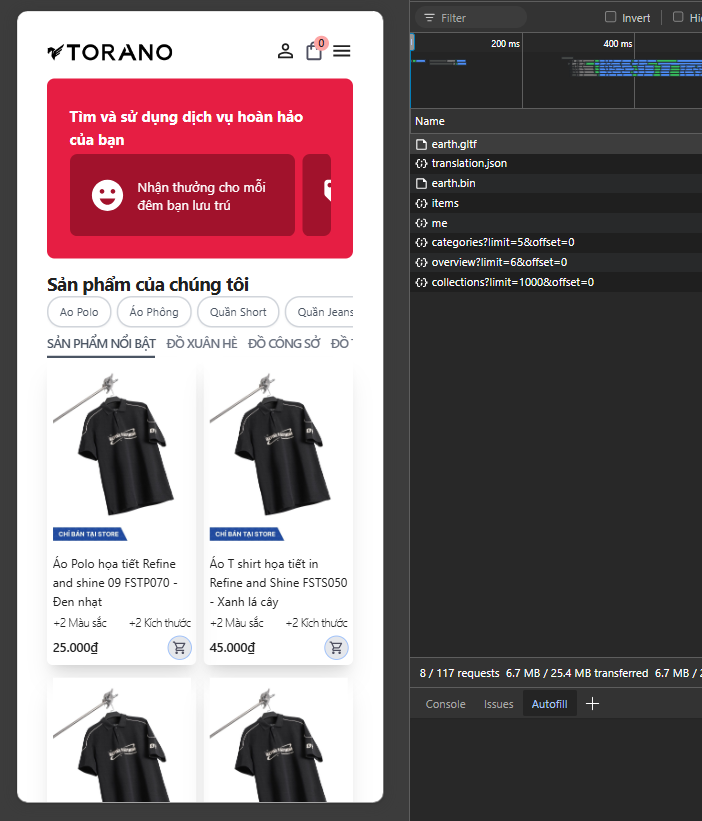 TORANO
0
Tìm và sử dụng dịch vụ hoàn hảo
của bạn
Nhận thưởng cho mỗi
đêm bạn lưu trú
Sản phẩm của chúng tôi
Ao Polo
Áo Phông
Quần Short
Quần Jeans
SẢN PHẨM NỔI BẬT
ĐỒ XUÂN HÈ
ĐỒ CÔNG SỞ
ĐỒ
CHỈ BÁN TẠI STORE
CHỈ BÁN TẠI STORE
Áo Polo họa tiết Refine
and shine 09 FSTP070 -
Đen nhạt
+2 Màu sắc
+2 Kích thước
25.000₫
Áo T shirt họa tiết in
Refine and Shine FSTS050
- Xanh lá cây
+2 Màu sắc
+2 Kích thước
45.000₫
Filter
Invert
Hi
200 ms
400 ms
Name
earth.gltf
translation.json
earth.bin
items
me
categories?limit=5&offset=0
overview?limit=6&offset=0
collections?limit=1000&offset=0
8 / 117 requests
6.7 MB / 25.4 MB transferred
6.7 MB /
Console
Issues
Autofill